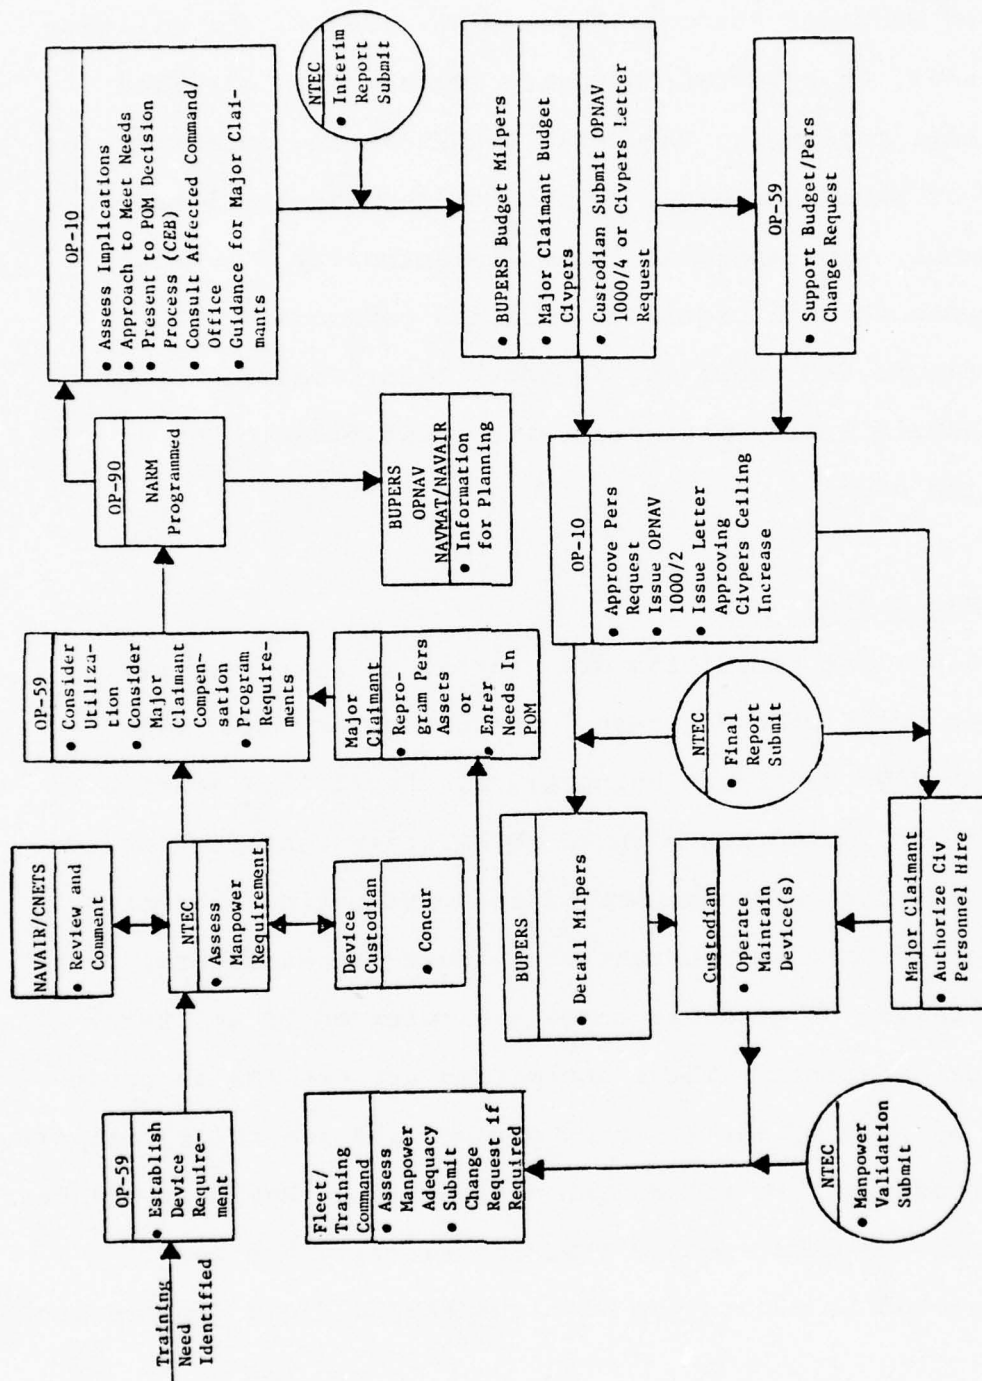 Training
Need
Identified
OP-59
• Establish
Device
Require-
ment
NAVAIR/CNETS
• Review and
Comment
NTEC
• Assess
Manpower
Requirement
Device
Custodian
• Concur
OP-59
• Consider
Utiliza-
tion
• Consider
Major
Claimant
Compen-
sation
• Program
Require-
ments
Major
Claimant
• Repro-
gram Pers
Assets
or
• Enter
Needs In
POM
OP-90
NARM
Programmed
BUPERS
OPNAV
NAVMAT/NAVAIR
• Information
for Planning
OP-10
• Assess Implications
• Approach to Meet Needs
• Present to POM Decision
Process (CEB)
• Consult Affected Command/
Office
• Guidance for Major Clai-
mants
NTEC
• Interim
Report
Submit
• BUPERS Budget Milpers
• Major Claimant Budget
Civpers
• Custodian Submit OPNAV
1000/4 or Civpers Letter
Request
OP-59
• Support Budget/Pers
Change Request
OP-10
• Approve Pers
Request
• Issue OPNAV
1000/2
• Issue Letter
Approving
Civpers Ceiling
Increase
NTEC
• Final
Report
Submit
BUPERS
• Detail Milpers
Major Claimant
• Authorize Civ
Personnel Hire
Custodian
• Operate
Maintain
Device(s)
NTEC
• Manpower
Validation
Submit
Fleet/
Training
Command
• Assess
Manpower
Adequacy
• Submit
Change
Request if
Required